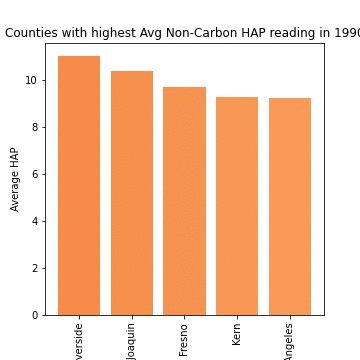 Counties with highest Avg Non-Carbon HAP reading in 1990
Average HAP
10
8
6
4
2
0
verside
Joaquin
Fresno
Kern
Angeles